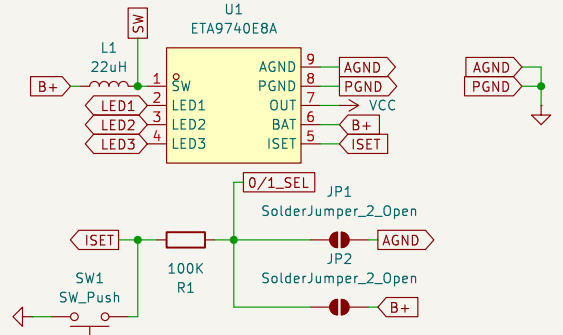 U1
ETA9740E8A
SW
L1
22uH
B+
1 SW
2 LED1
3 LED2
4 LED3
LED1
LED2
LED3
AGND 9
PGND 8
OUT 7
BAT 6
ISET 5
AGND
PGND
VCC
B+
ISET
AGND
PGND
0/1_SEL
JP1
SolderJumper_2_Open
ISET
AGND
100K
R1
JP2
SolderJumper_2_Open
SW1
SW_Push
B+